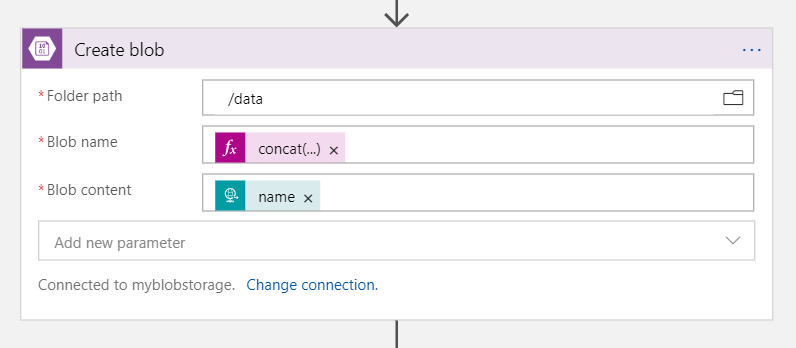 Create blob
* Folder path /data
* Blob name fx concat(...) ×
* Blob content name ×
Add new parameter
Connected to myblobstorage. Change connection.